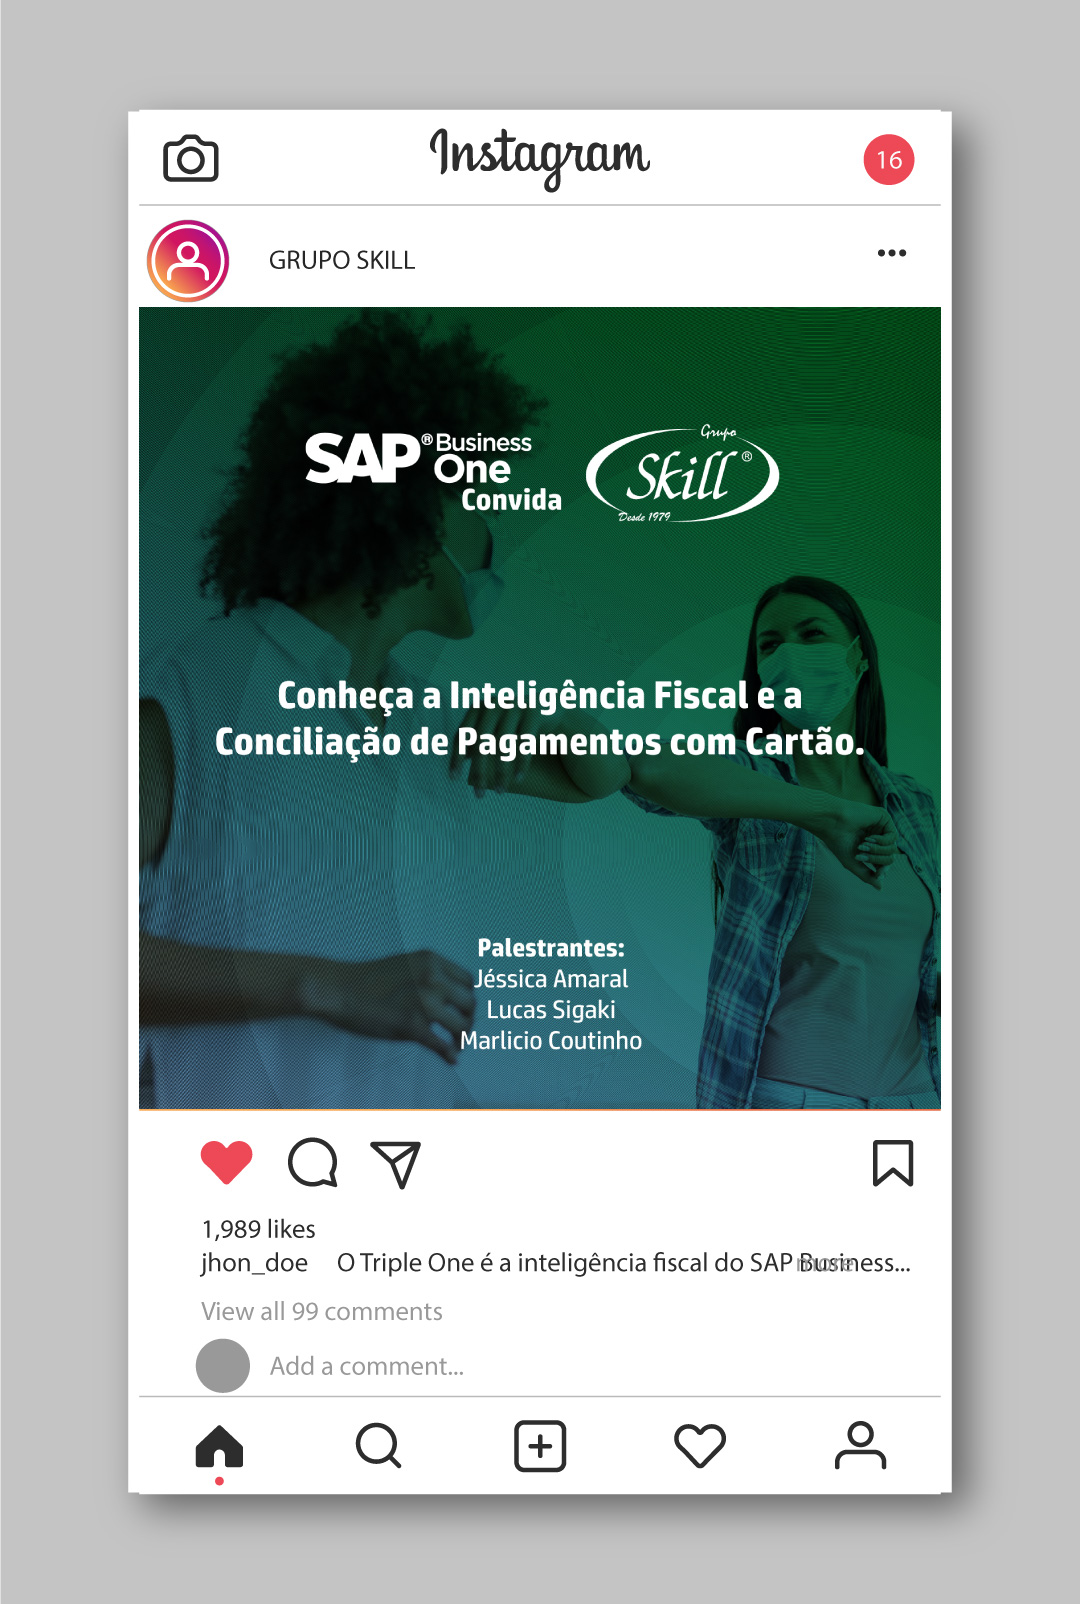 Instagram
16
GRUPO SKILL
SAP® Business
One
Convida
Grupo
Skill®
Desde 1979
Conheça a Inteligência Fiscal e a
Conciliação de Pagamentos com Cartão.
Palestrantes:
Jéssica Amaral
Lucas Sigaki
Marlicio Coutinho
1,989 likes
jhon_doe O Triple One é a inteligência fiscal do SAP Business... more
View all 99 comments
Add a comment...